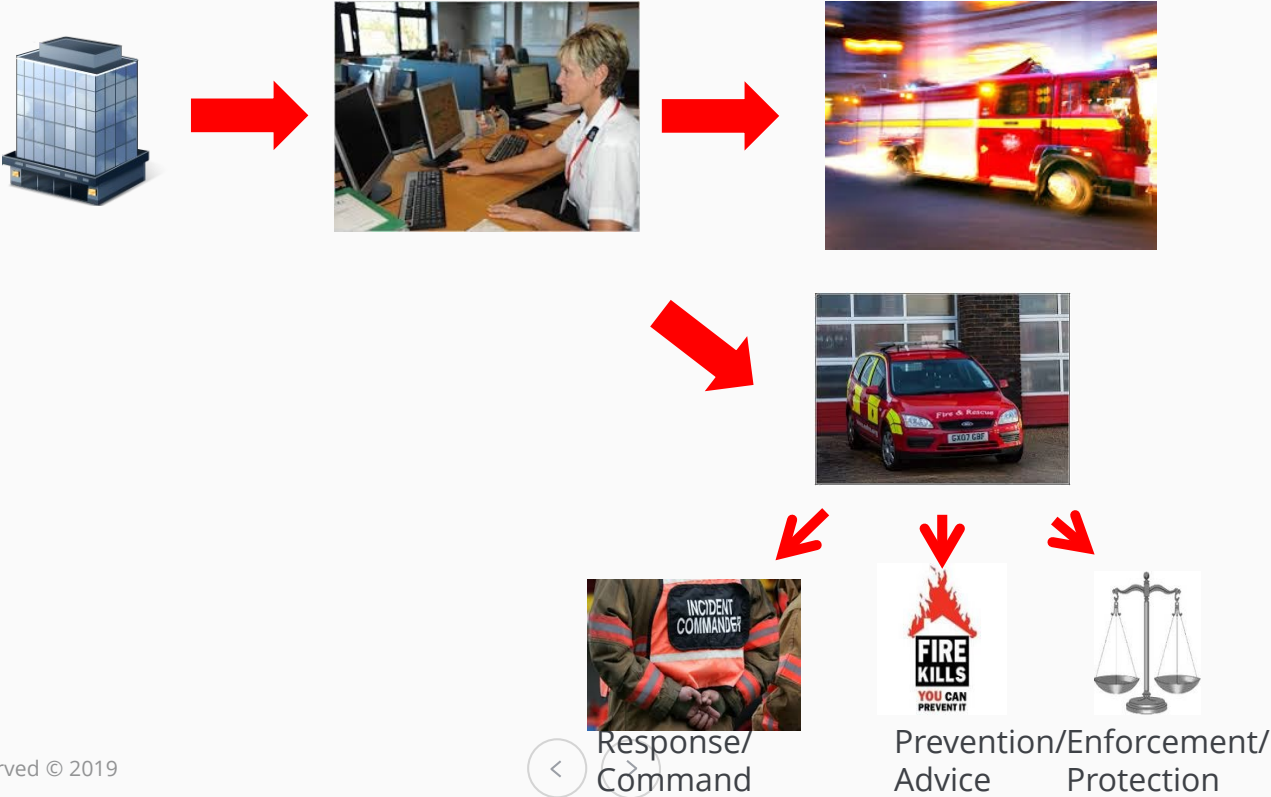 Fire & Rescue
GX07 GBF
INCIDENT
COMMANDER
FIRE
KILLS
YOU CAN
PREVENT IT
Response/
Command
Prevention/
Advice
Enforcement/
Protection
rved © 2019